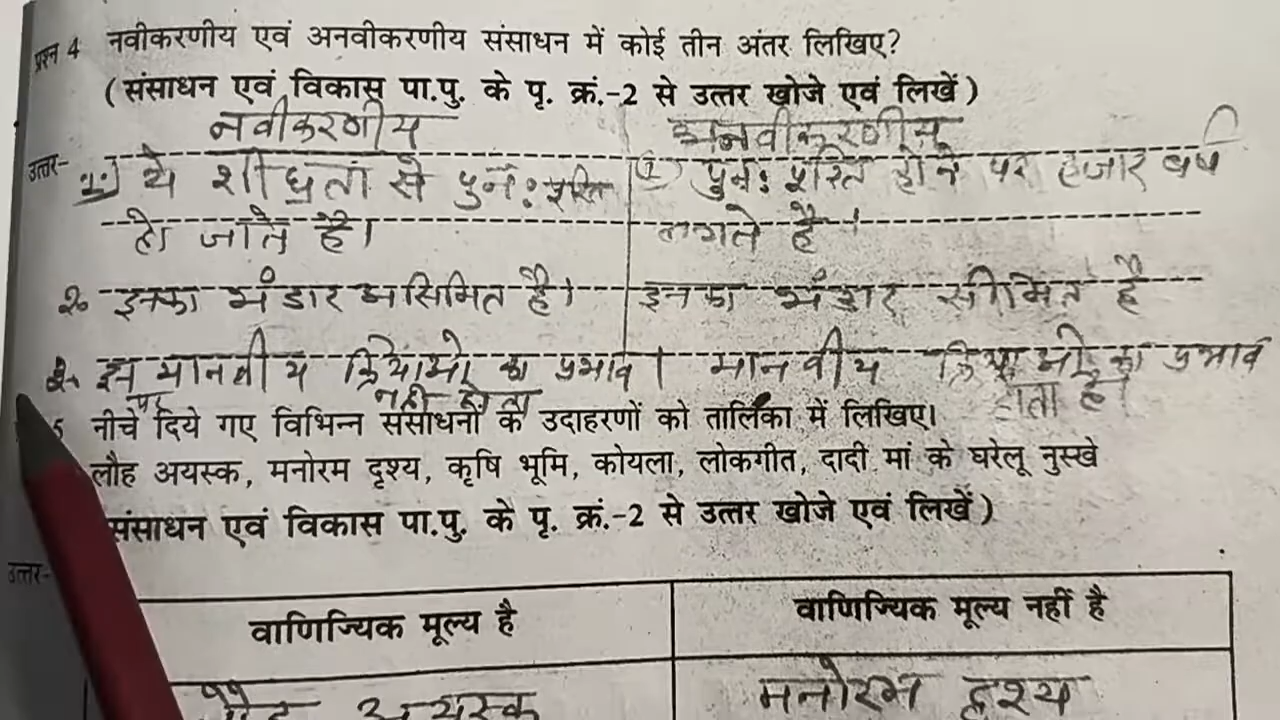 प्रश्न 4 नवीकरणीय एवं अनवीकरणीय संसाधन में कोई तीन अंतर लिखिए?
(संसाधन एवं विकास पा.पु. के पृ. क्रं.-2 से उत्तर खोजे एवं लिखें)
नवीकरणीय अनवीकरणीय
उत्तर- 1. ये शीघ्रता से पुनः पूरित (1) पुनः पूरित होने पर हजार वर्ष
हो जाते है। लगते है।
2. इनका भंडार असिमित है। इनका भंडार सीमित है
3. इन मानवीय क्रियाओ का प्रभाव। मानवीय क्रियाओ का प्रभाव
पर नही होता होता है।
5 नीचे दिये गए विभिन्न संसाधनों के उदाहरणों को तालिका में लिखिए।
लौह अयस्क, मनोरम दृश्य, कृषि भूमि, कोयला, लोकगीत, दादी मां के घरेलू नुस्खे
संसाधन एवं विकास पा.पु. के पृ. क्रं.-2 से उत्तर खोजे एवं लिखें)
उत्तर-
वाणिज्यिक मूल्य है वाणिज्यिक मूल्य नहीं है
लौह अयस्क मनोरम दृश्य